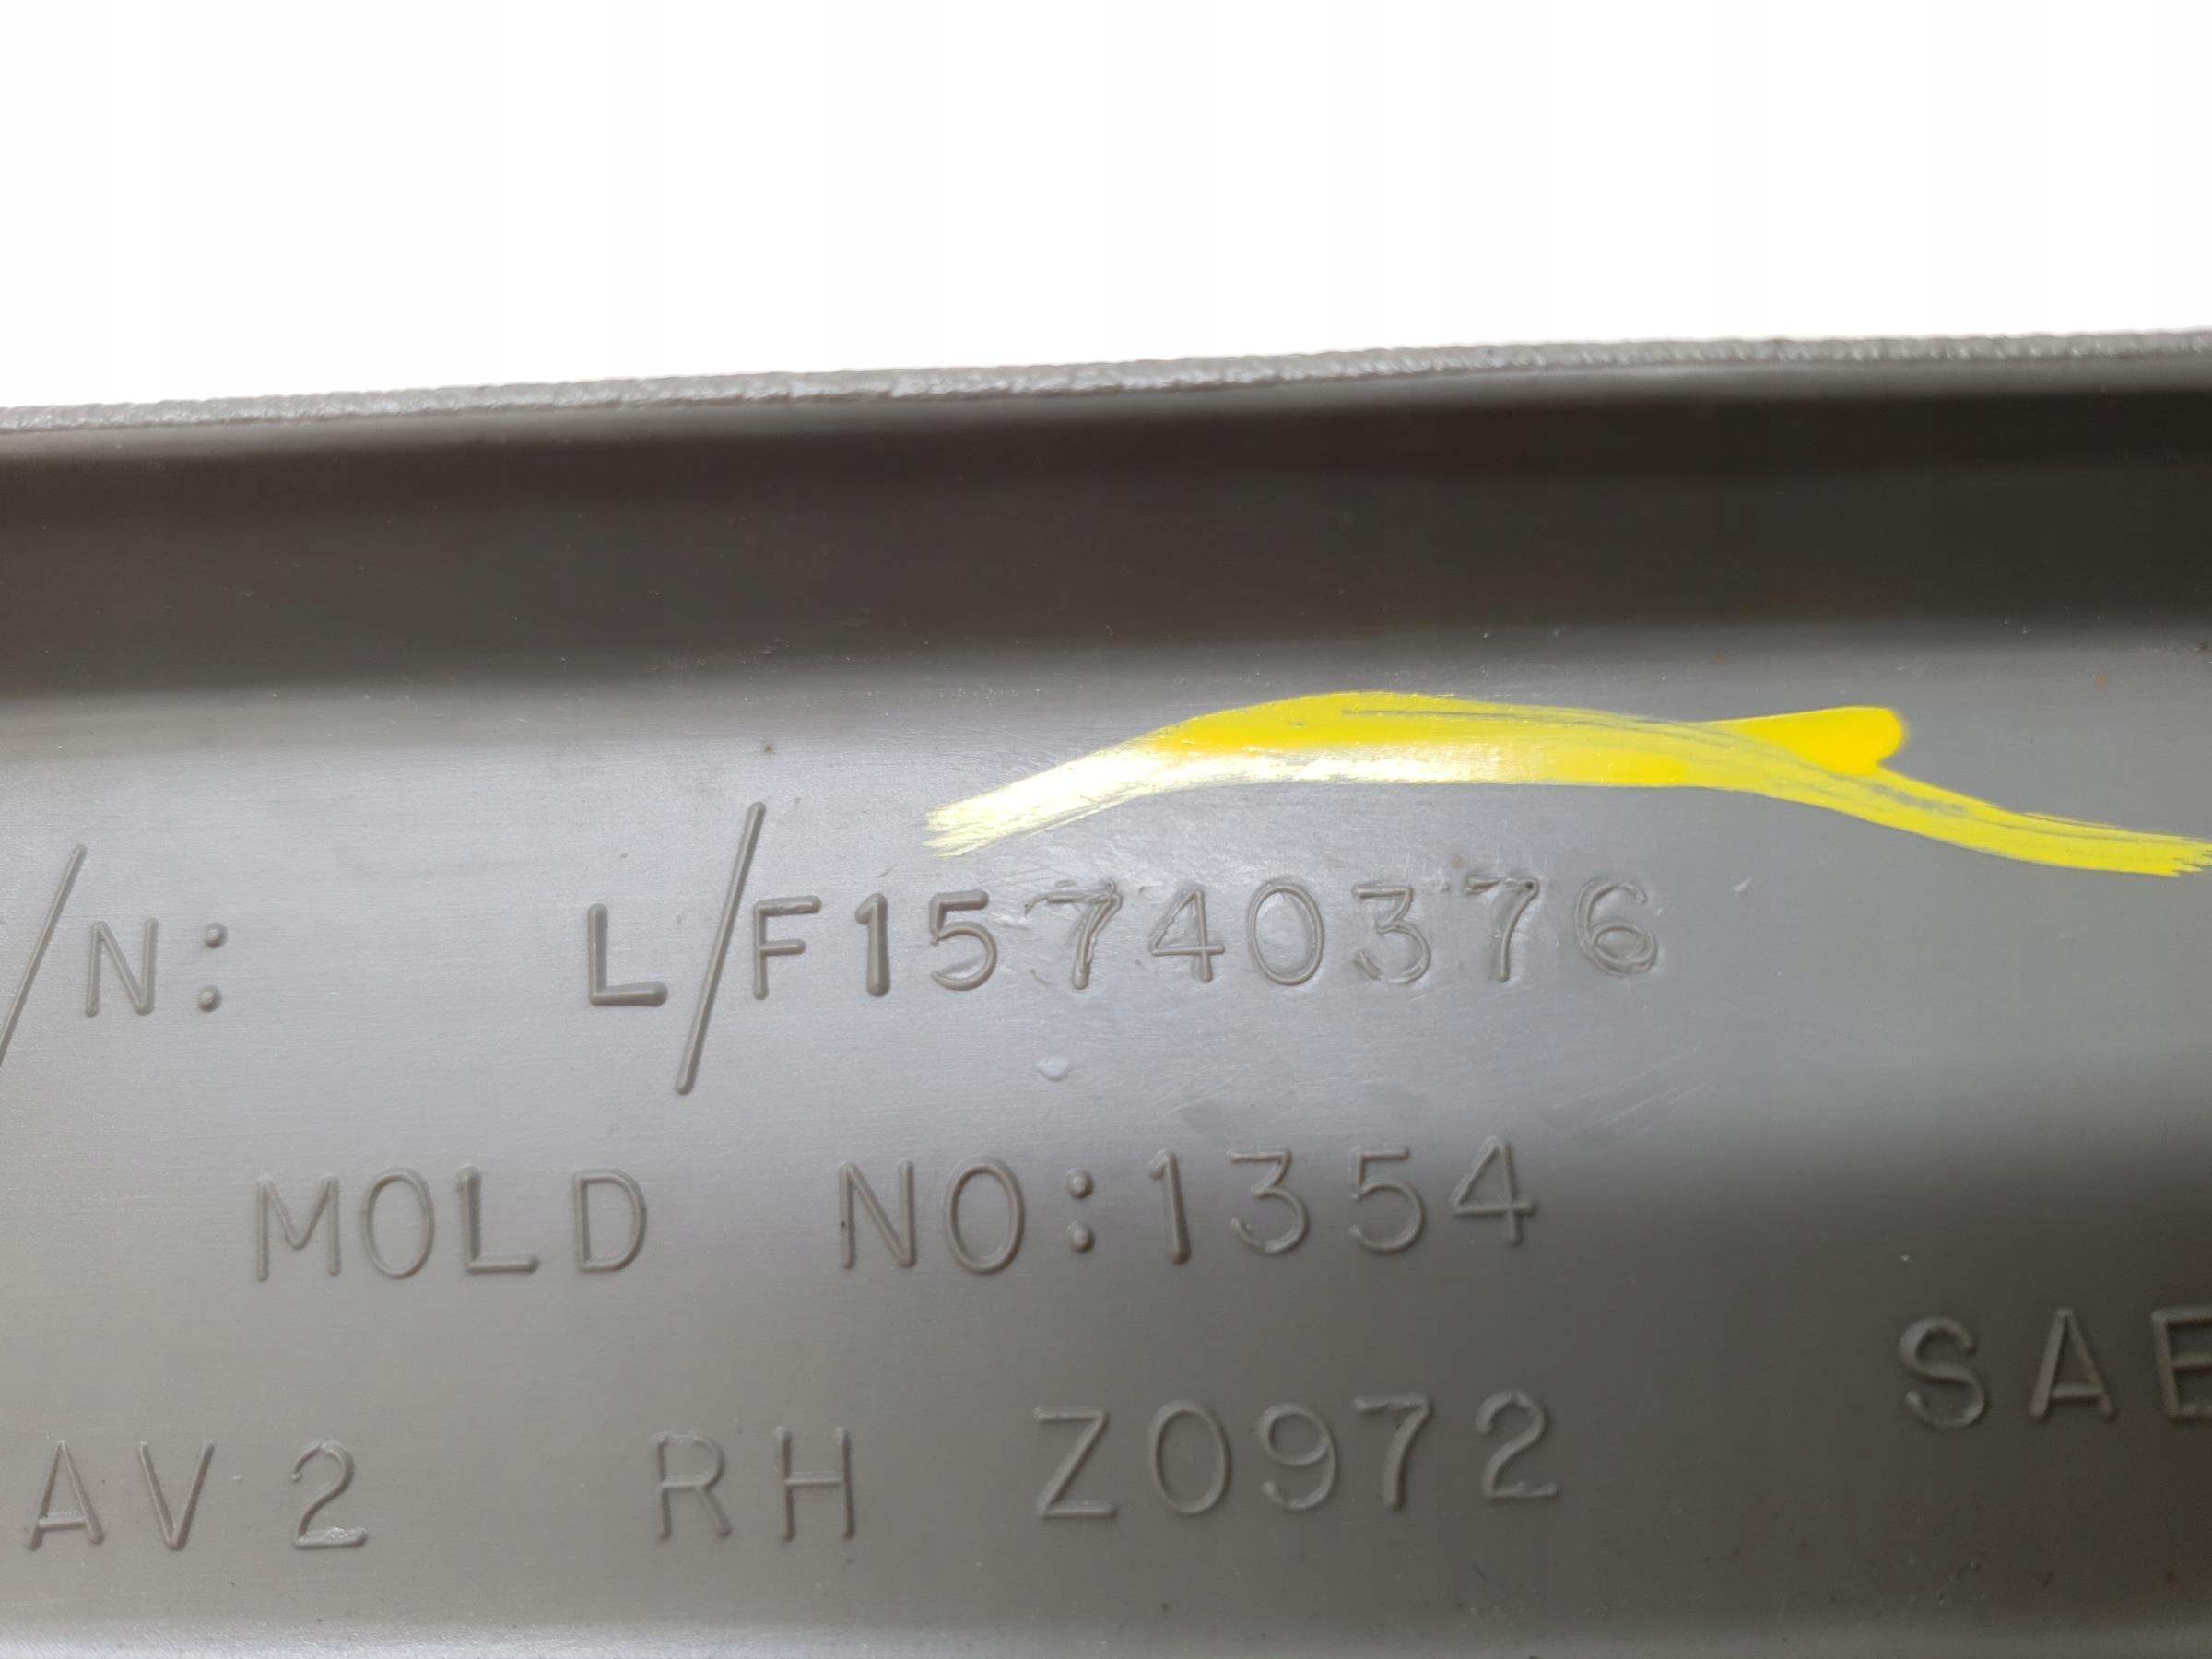 /N: L/F15740376
MOLD NO:1354
SAE
AV2 RH Z0972